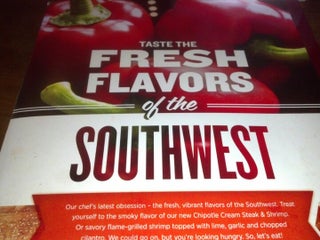 TASTE THE
FRESH
FLAVORS
of the
SOUTHWEST
Our chef's latest obsession – the fresh, vibrant flavors of the Southwest. Treat
yourself to the smoky flavor of our new Chipotle Cream Steak & Shrimp.
Or savory flame-grilled shrimp topped with lime, garlic and chopped
cilantro. We could go on, but you're looking hungry. So, let's eat!